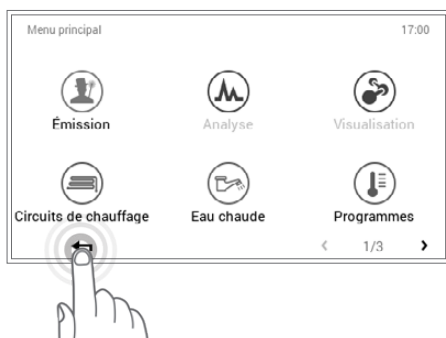 Menu principal 17:00
Émission Analyse Visualisation
Circuits de chauffage Eau chaude Programmes
1/3